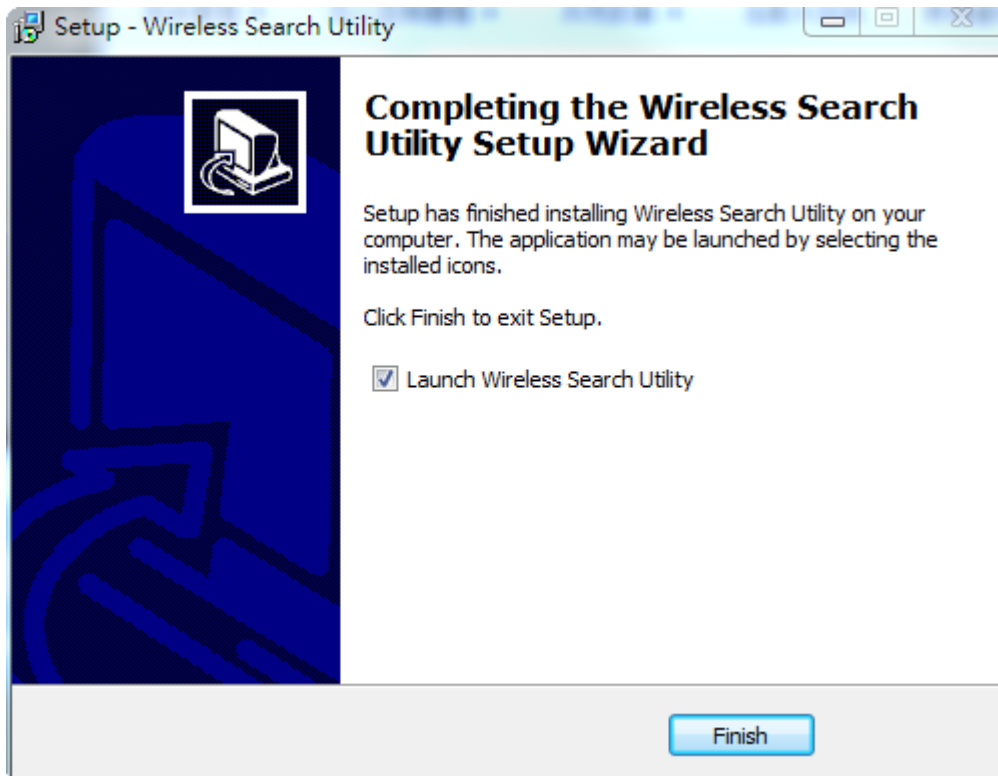 Setup - Wireless Search Utility
Completing the Wireless Search
Utility Setup Wizard
Setup has finished installing Wireless Search Utility on your
computer. The application may be launched by selecting the
installed icons.
Click Finish to exit Setup.
Launch Wireless Search Utility
Finish